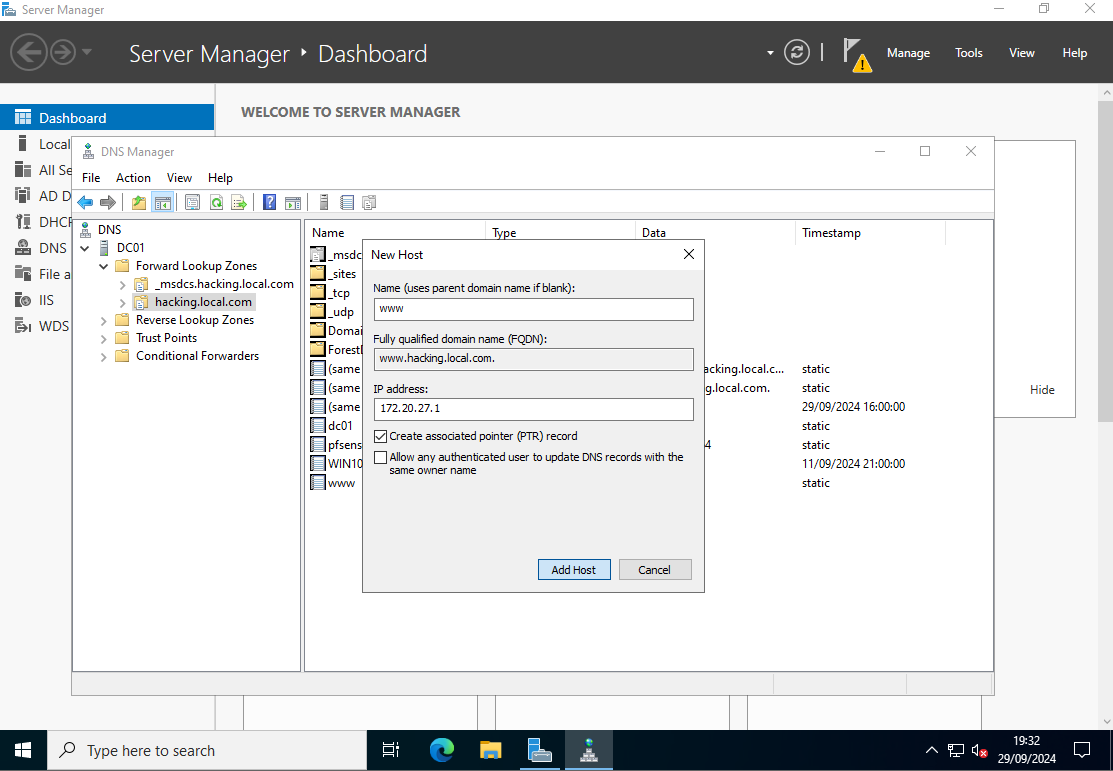 Server Manager
Server Manager • Dashboard
Manage Tools View Help
Dashboard
Local
All Se
AD D
DHCP
DNS
File a
IIS
WDS
WELCOME TO SERVER MANAGER
Hide
DNS Manager
File Action View Help
DNS
DC01
Forward Lookup Zones
_msdcs.hacking.local.com
hacking.local.com
Reverse Lookup Zones
Trust Points
Conditional Forwarders
Name Type Data Timestamp
_msdc
_sites
_tcp
_udp
Domai
Forest
(same acking.local.c... static
(same g.local.com. static
(same 29/09/2024 16:00:00
dc01 static
pfsens 4 static
WIN10 11/09/2024 21:00:00
www static
New Host
Name (uses parent domain name if blank):
www
Fully qualified domain name (FQDN):
www.hacking.local.com.
IP address:
172.20.27.1
Create associated pointer (PTR) record
Allow any authenticated user to update DNS records with the
same owner name
Add Host Cancel
Type here to search
19:32
29/09/2024